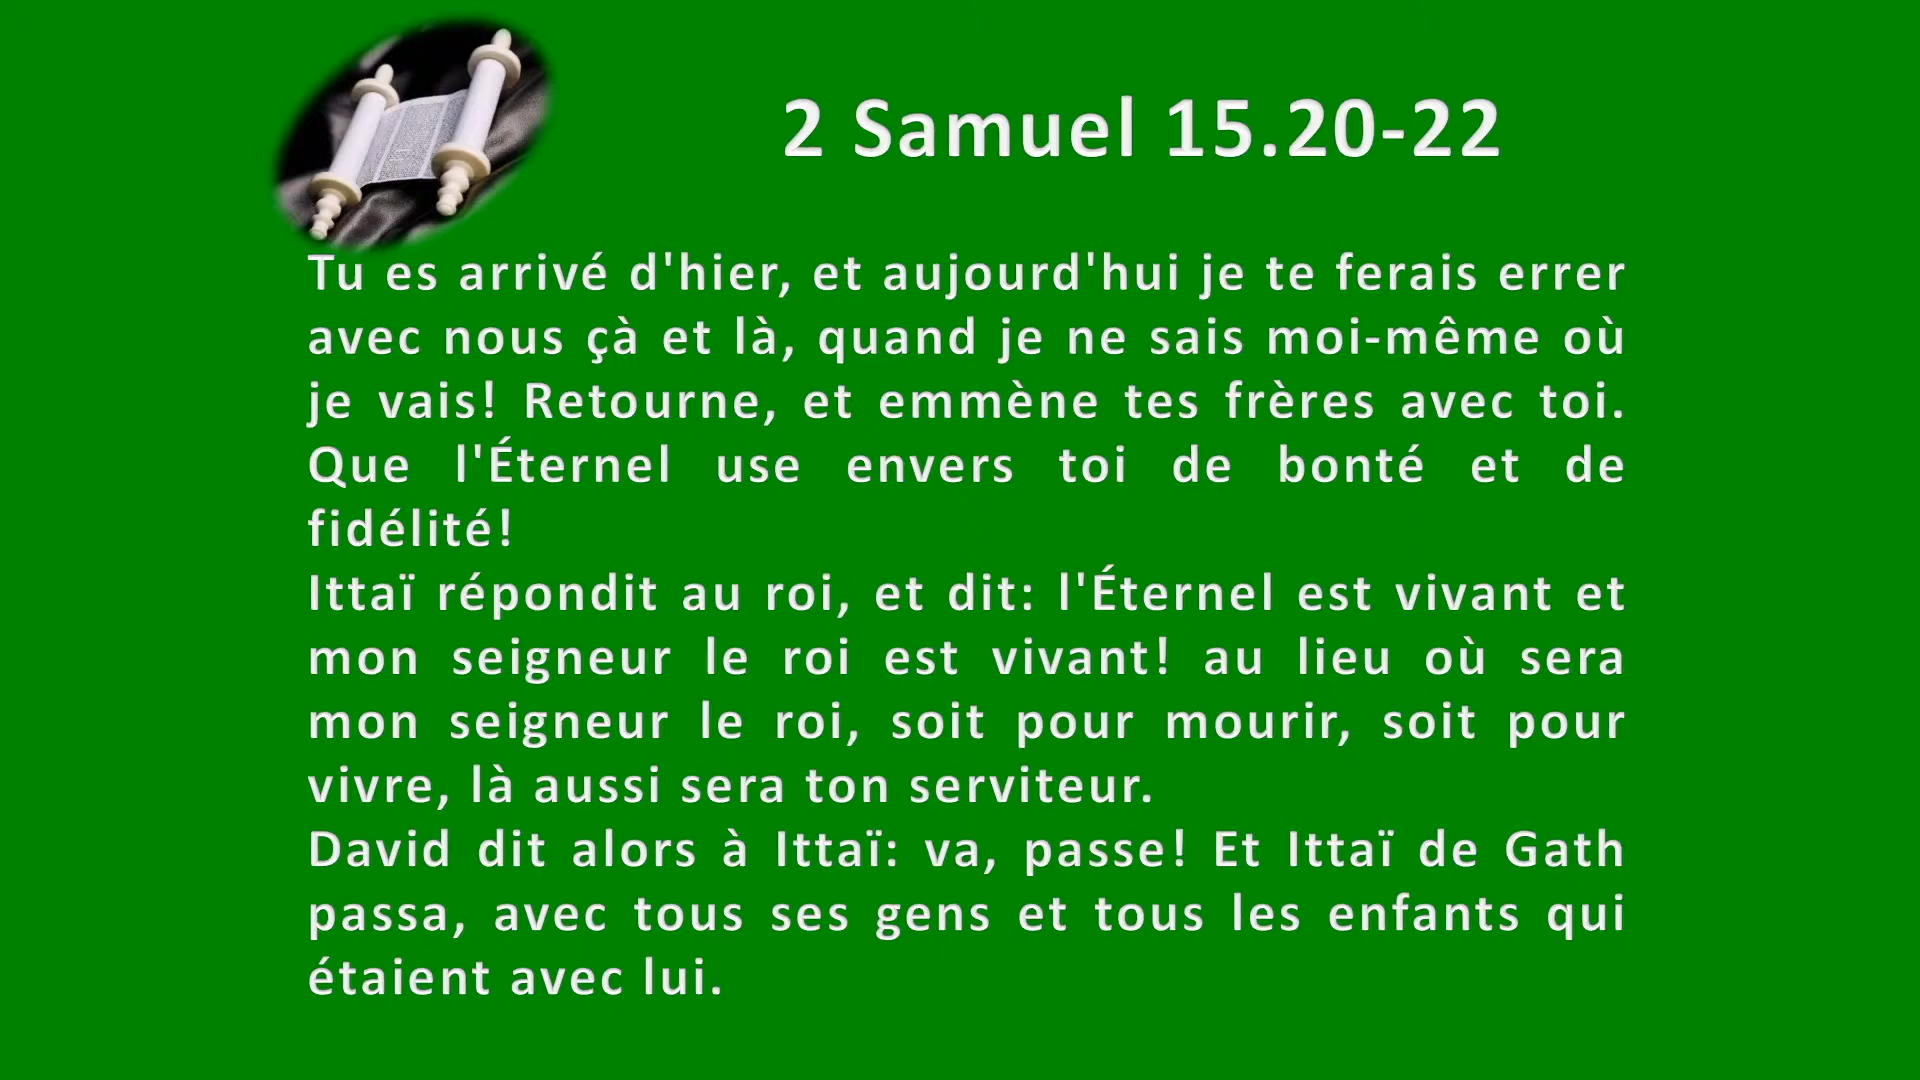 2 Samuel 15.20-22
Tu es arrivé d'hier, et aujourd'hui je te ferais errer
avec nous çà et là, quand je ne sais moi-même où
je vais! Retourne, et emmène tes frères avec toi.
Que l'Éternel use envers toi de bonté et de
fidélité!
Ittaï répondit au roi, et dit: l'Éternel est vivant et
mon seigneur le roi est vivant! au lieu où sera
mon seigneur le roi, soit pour mourir, soit pour
vivre, là aussi sera ton serviteur.
David dit alors à Ittaï: va, passe! Et Ittaï de Gath
passa, avec tous ses gens et tous les enfants qui
étaient avec lui.